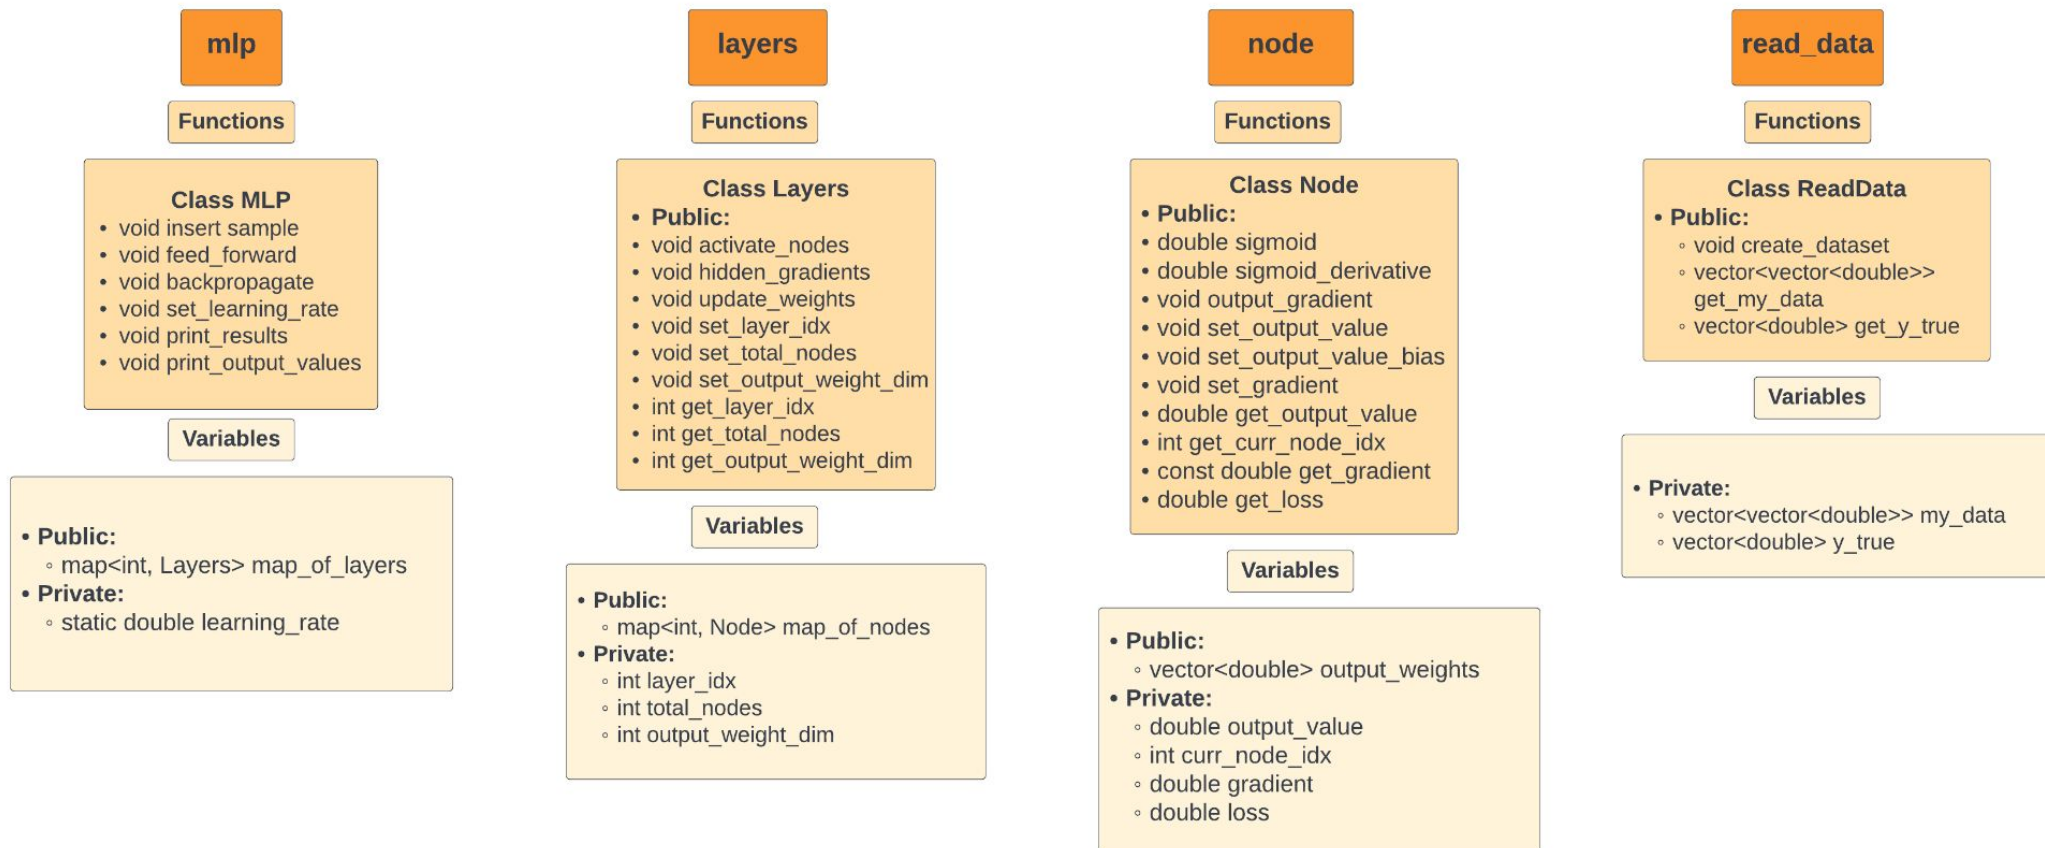 mlp
Functions
Class MLP
• void insert sample
• void feed_forward
• void backpropagate
• void set_learning_rate
• void print_results
• void print_output_values
Variables
• Public:
◦ map<int, Layers> map_of_layers
• Private:
◦ static double learning_rate
layers
Functions
Class Layers
• Public:
• void activate_nodes
• void hidden_gradients
• void update_weights
• void set_layer_idx
• void set_total_nodes
• void set_output_weight_dim
• int get_layer_idx
• int get_total_nodes
• int get_output_weight_dim
Variables
• Public:
◦ map<int, Node> map_of_nodes
• Private:
◦ int layer_idx
◦ int total_nodes
◦ int output_weight_dim
node
Functions
Class Node
• Public:
• double sigmoid
• double sigmoid_derivative
• void output_gradient
• void set_output_value
• void set_output_value_bias
• void set_gradient
• double get_output_value
• int get_curr_node_idx
• const double get_gradient
• double get_loss
Variables
• Public:
◦ vector<double> output_weights
• Private:
◦ double output_value
◦ int curr_node_idx
◦ double gradient
◦ double loss
read_data
Functions
Class ReadData
• Public:
◦ void create_dataset
◦ vector<vector<double>>
get_my_data
◦ vector<double> get_y_true
Variables
• Private:
◦ vector<vector<double>> my_data
◦ vector<double> y_true